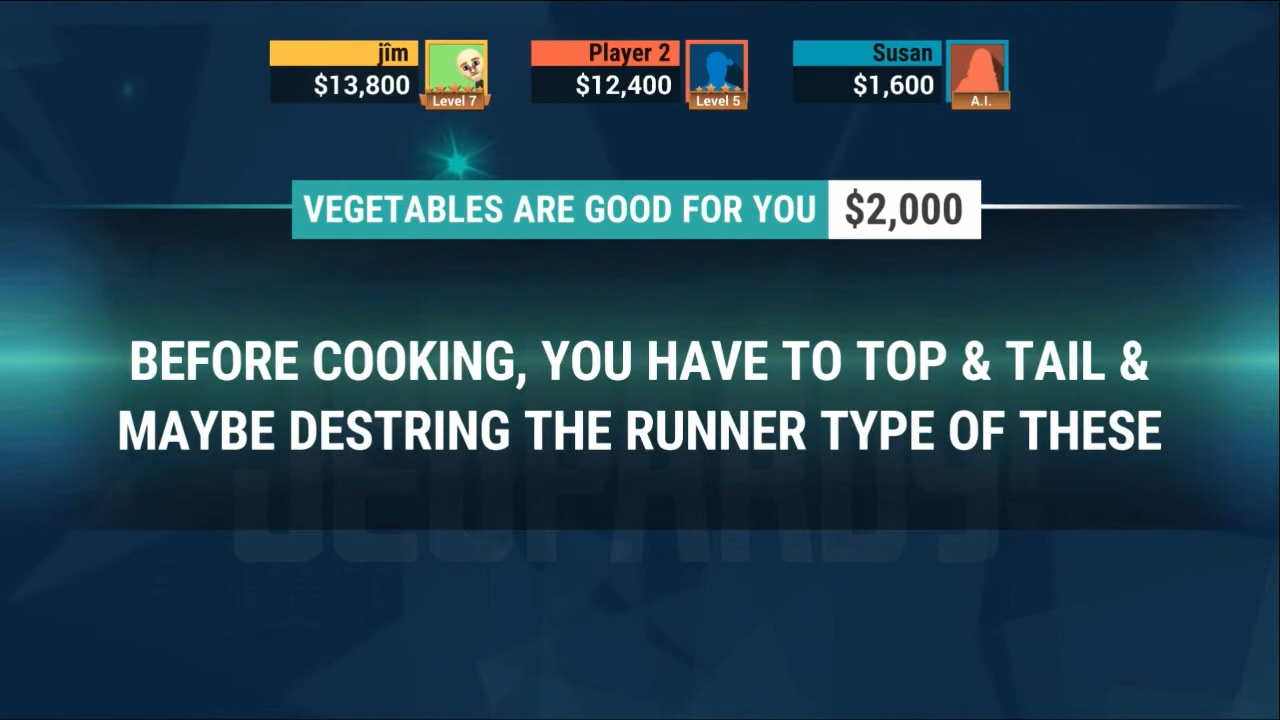 jîm
$13,800
Level 7
Player 2
$12,400
Level 5
Susan
$1,600
A.I.
VEGETABLES ARE GOOD FOR YOU $2,000
BEFORE COOKING, YOU HAVE TO TOP & TAIL &
MAYBE DESTRING THE RUNNER TYPE OF THESE
JEOPARDY!